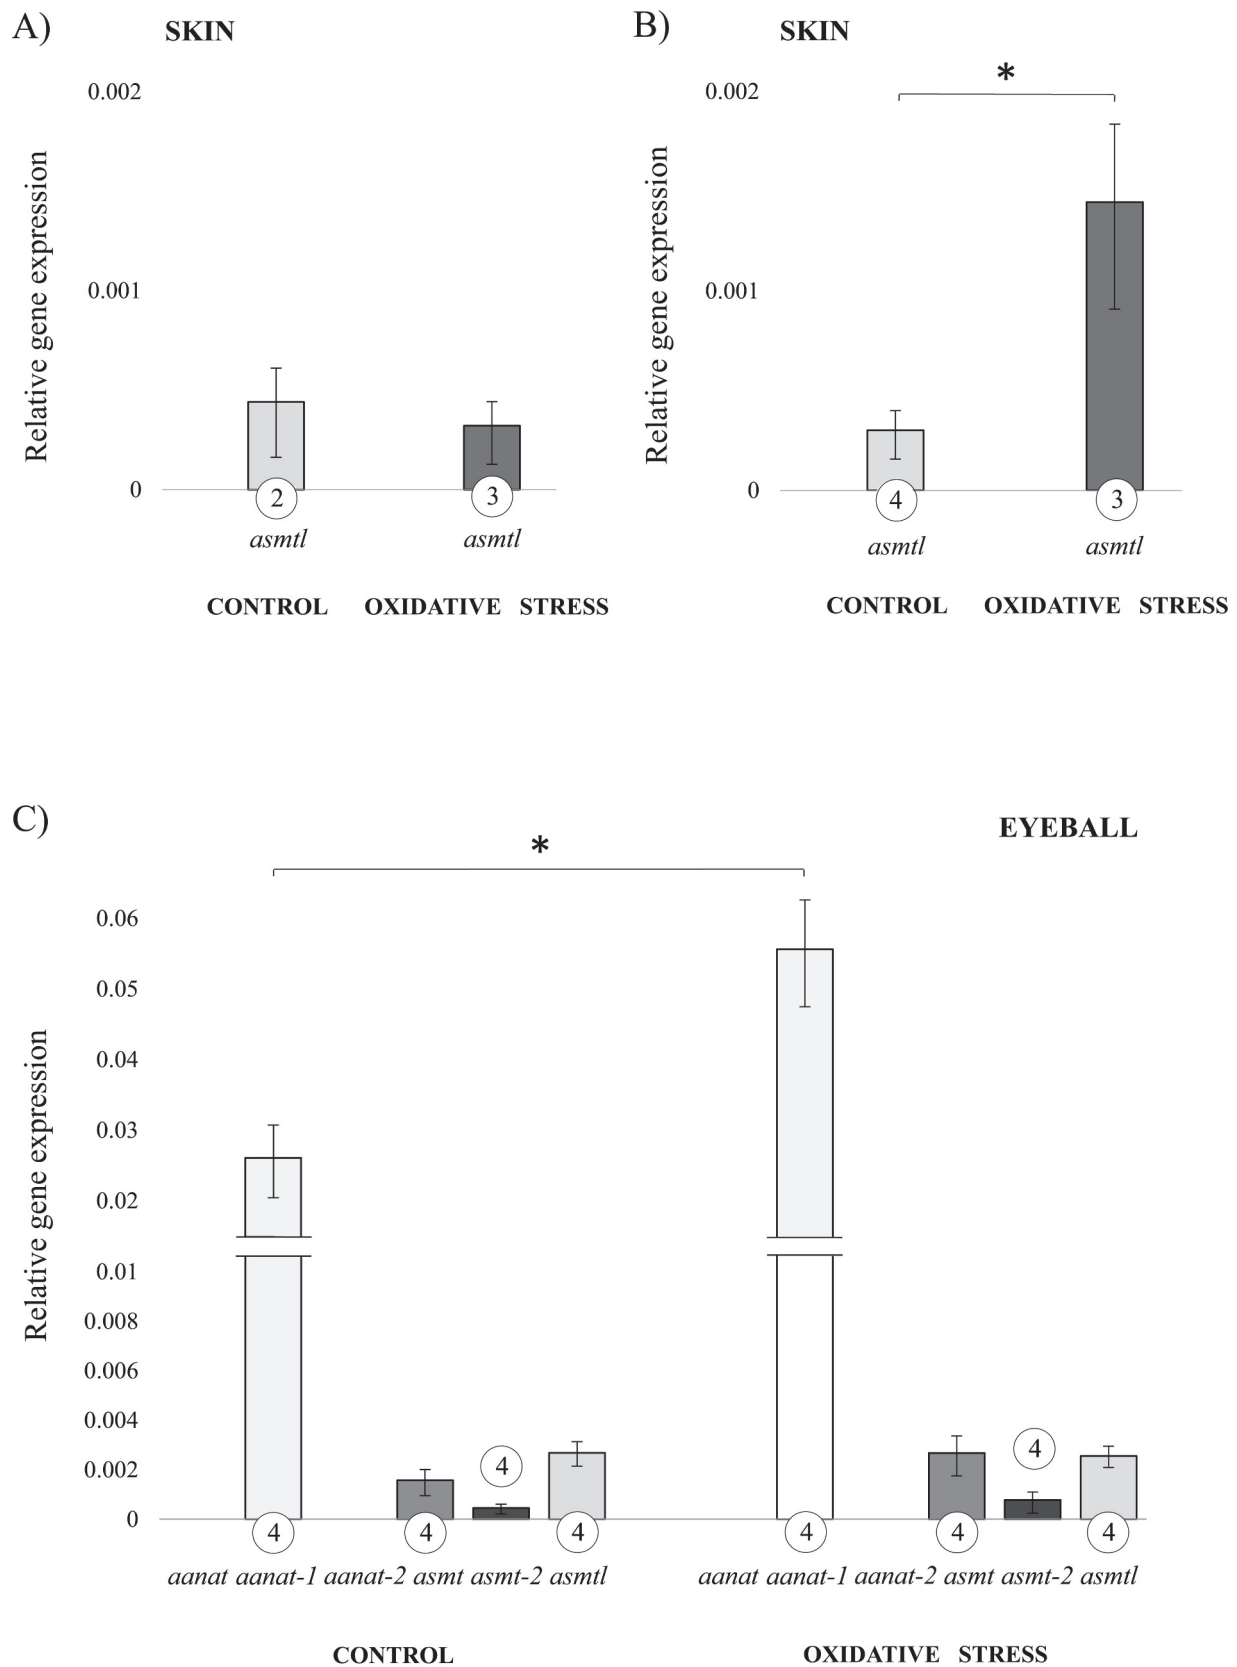 A) SKIN
0.002
0.001
0
Relative gene expression
2 3
asmtl asmtl
CONTROL OXIDATIVE STRESS
B) SKIN
*
0.002
0.001
0
Relative gene expression
4 3
asmtl asmtl
CONTROL OXIDATIVE STRESS
C) EYEBALL
*
0.06
0.05
0.04
0.03
0.02
0.01
0.008
0.006
0.004
0.002
0
Relative gene expression
4 4
4 4 4 4 4 4
aanat aanat-1 aanat-2 asmt asmt-2 asmtl aanat aanat-1 aanat-2 asmt asmt-2 asmtl
CONTROL OXIDATIVE STRESS